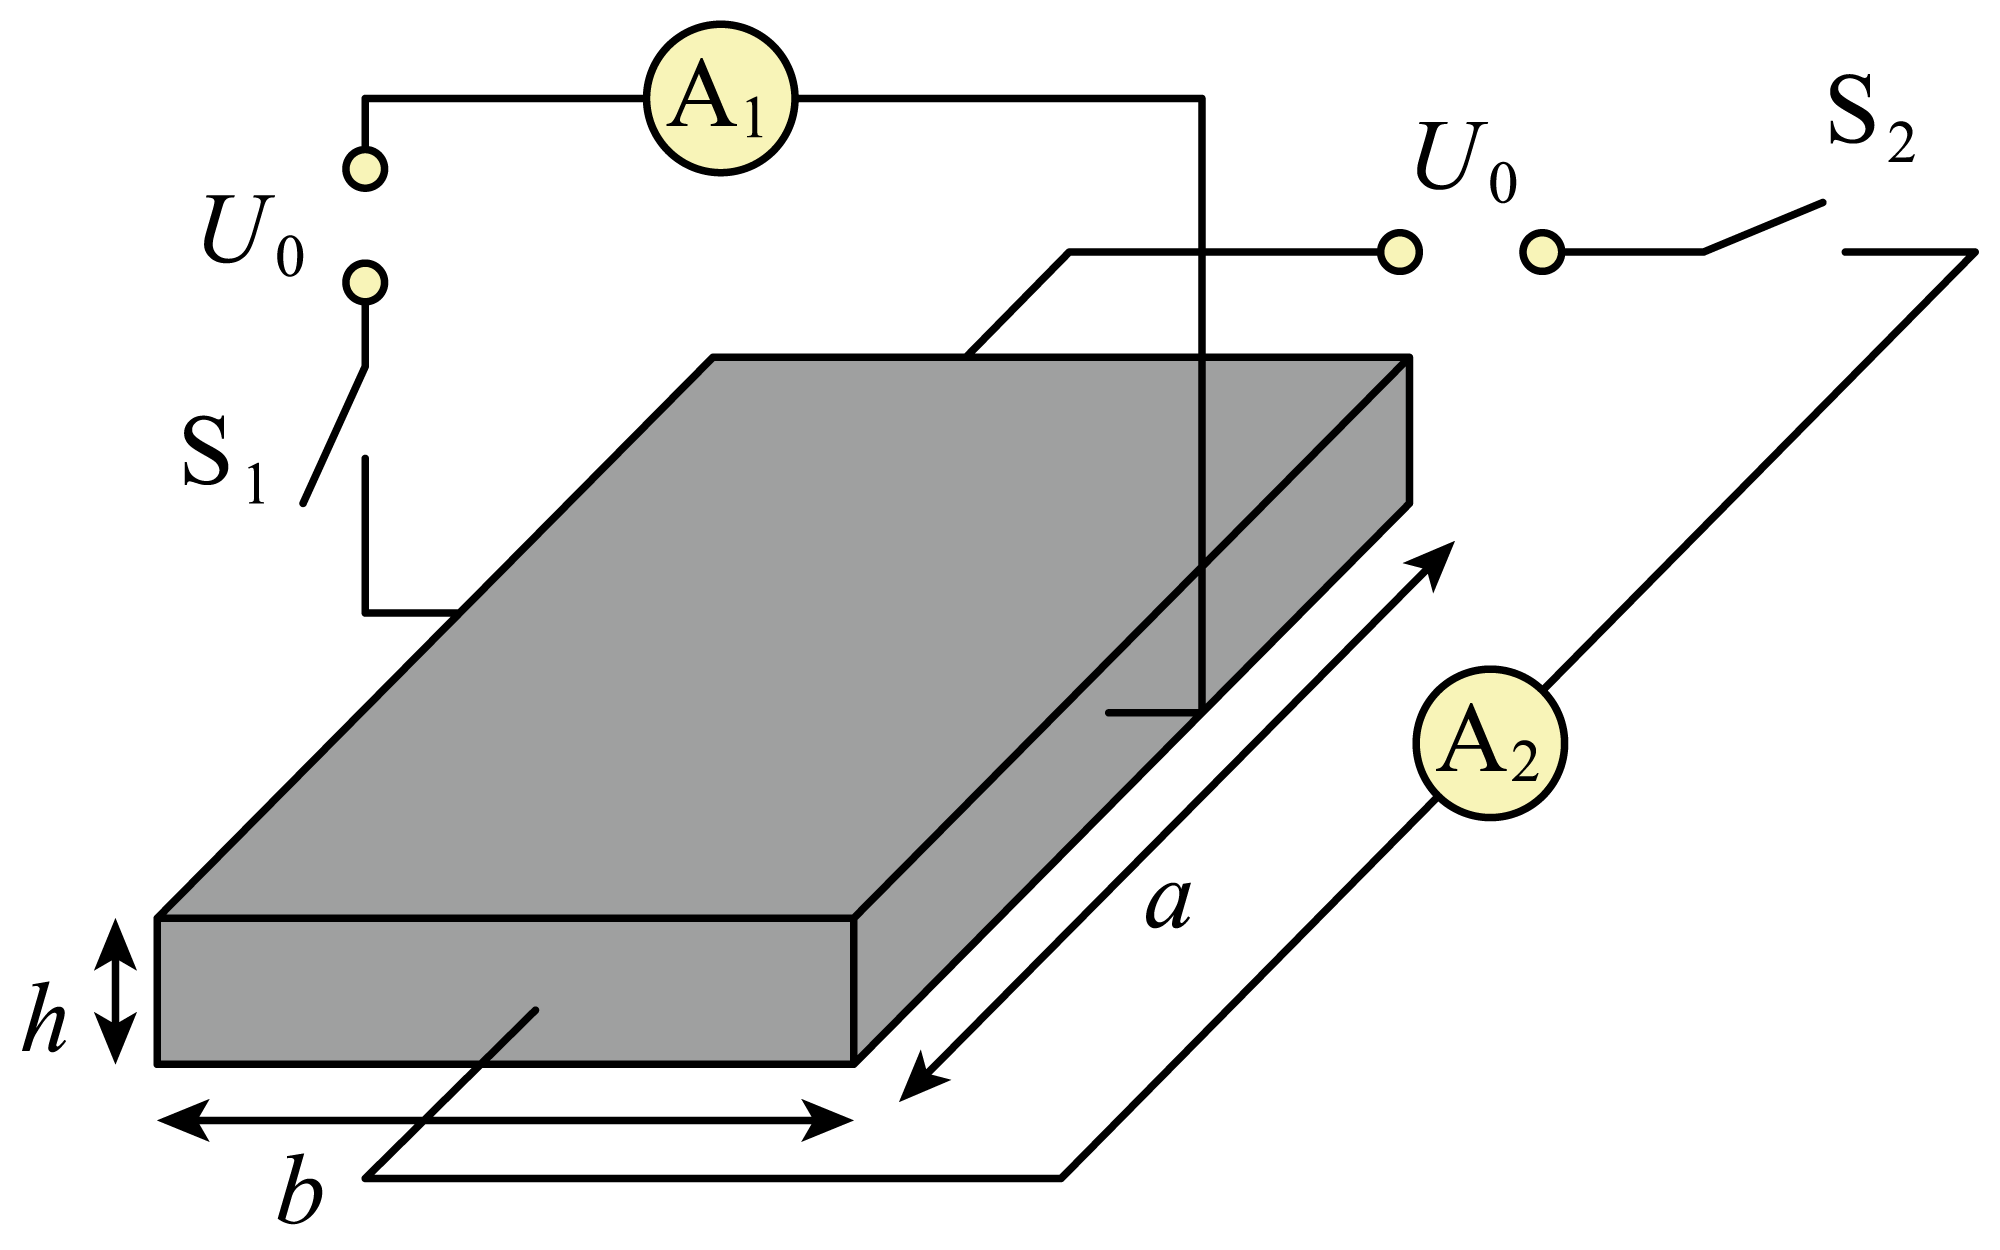 A₁
U₀
S₂
U₀
S₁
A₂
a
h
b